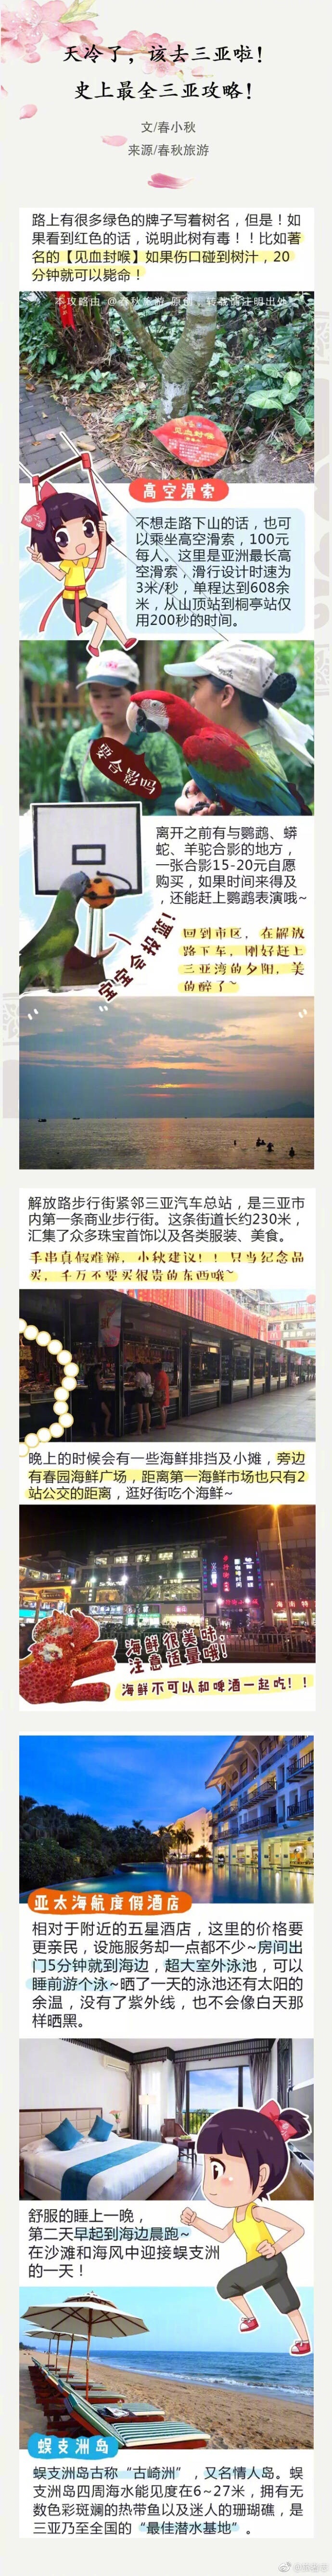 天冷了，该去三亚啦！
史上最全三亚攻略！
文/春小秋
来源/春秋旅游
路上有很多绿色的牌子写着树名，但是！如
果看到红色的话，说明此树有毒！！比如著
名的【见血封喉】如果伤口碰到树汁，20
分钟就可以毙命！
本攻略由@春秋旅游 原创，转载请注明出处
见血封喉
高空滑索
不想走路下山的话，也可
以乘坐高空滑索，100元
每人。这里是亚洲最长高
空滑索，滑行设计时速为
3米/秒，单程达到608余
米，从山顶站到桐亭站仅
用200秒的时间。
要合影吗
离开之前有与鹦鹉、蟒
蛇、羊驼合影的地方，
一张合影15-20元自愿
购买，如果时间来得及
，还能赶上鹦鹉表演哦~
宝宝会投篮！
回到市区，在解放
路下车，刚好赶上
三亚湾的夕阳，美
的醉了~
解放路步行街紧邻三亚汽车总站，是三亚市
内第一条商业步行街。这条街道长约230米，
汇集了众多珠宝首饰以及各类服装、美食。
手串真假难辨，小秋建议！！只当纪念品
买，千万不要买很贵的东西哦~
晚上的时候会有一些海鲜排挡及小摊，旁边
有春园海鲜广场，距离第一海鲜市场也只有2
站公交的距离，逛好街吃个海鲜~
海鲜很美味，
注意适量哦！
海鲜不可以和啤酒一起吃！！
亚太海航度假酒店
相对于附近的五星酒店，这里的价格要
更亲民，设施服务却一点都不少~房间出
门5分钟就到海边，超大室外泳池，可以
睡前游个泳~晒了一天的泳池还有太阳的
余温，没有了紫外线，也不会像白天那
样晒黑。
舒服的睡上一晚，
第二天早起到海边晨跑~
在沙滩和海风中迎接蜈支洲
的一天！
蜈支洲岛
蜈支洲岛古称“古崎洲”，又名情人岛。蜈
支洲岛四周海水能见度在6~27米，拥有无
数色彩斑斓的热带鱼以及迷人的珊瑚礁，是
三亚乃至全国的“最佳潜水基地”。